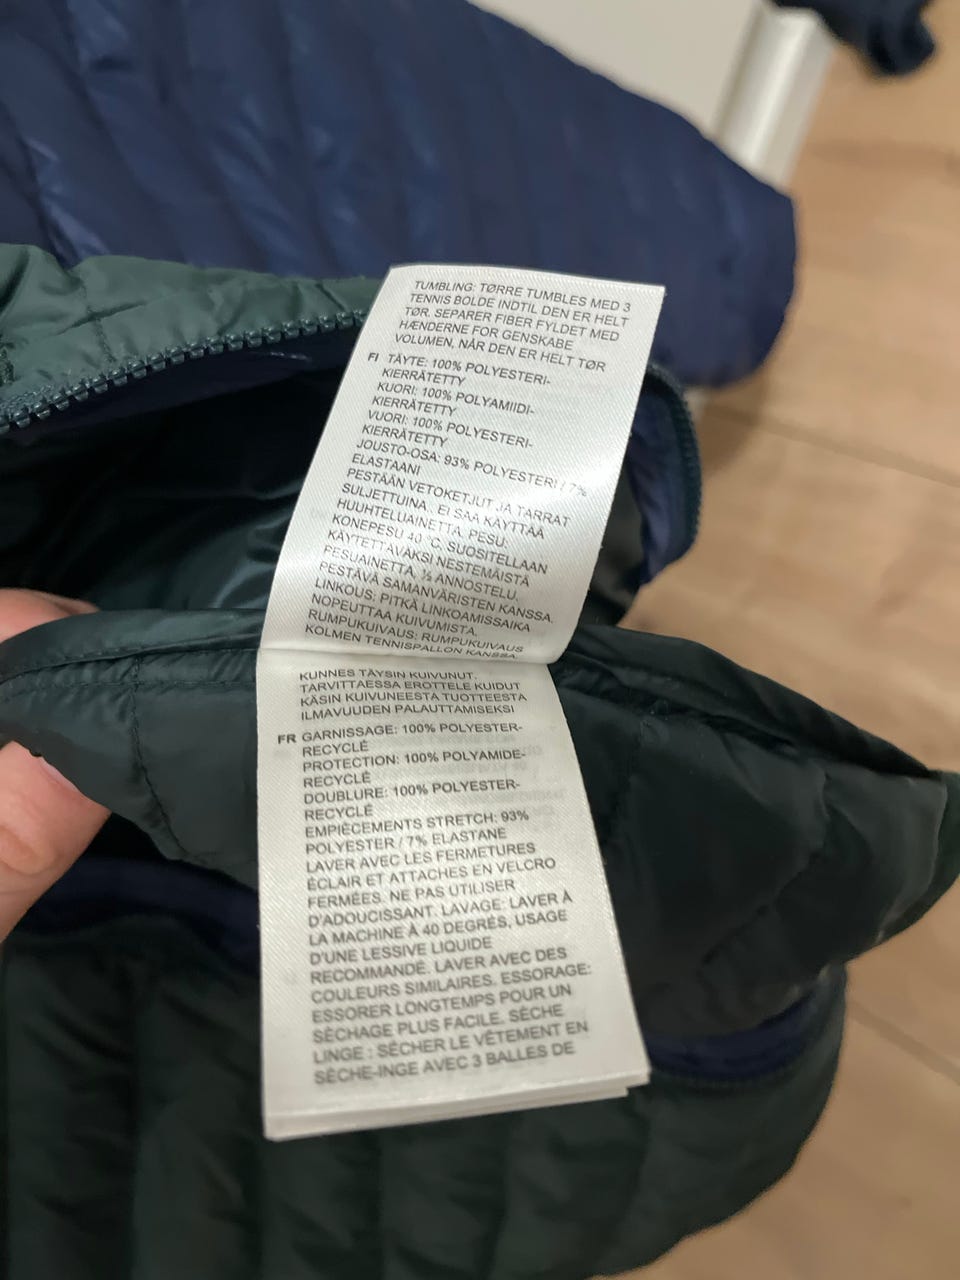 TUMBLING: TØRRE TUMBLES MED 3
TENNIS BOLDE INDTIL DEN ER HELT
TØR. SEPARER FIBER FYLDET MED
HÆNDERNE FOR GENSKABE
VOLUMEN, NÅR DEN ER HELT TØR
FI TÄYTE: 100% POLYESTERI-
KIERRÄTETTY
KUORI: 100% POLYAMIIDI-
KIERRÄTETTY
VUORI: 100% POLYESTERI-
KIERRÄTETTY
JOUSTO-OSA: 93% POLYESTERI / 7%
ELASTAANI
PESTÄÄN VETOKETJUT JA TARRAT
SULJETTUINA. EI SAA KÄYTTÄÄ
HUUHTELUAINETTA. PESU:
KONEPESU 40 °C. SUOSITELLAAN
KÄYTETTÄVÄKSI NESTEMÄISTÄ
PESUAINETTA, ½ ANNOSTELU.
PESTÄVÄ SAMANVÄRISTEN KANSSA.
LINKOUS: PITKÄ LINKOAMISSAIKA
NOPEUTTAA KUIVUMISTA.
RUMPUKUIVAUS: RUMPUKUIVAUS
KOLMEN TENNISPALLON KANSSA.
KUNNES TÄYSIN KUIVUNUT.
TARVITTAESSA EROTTELE KUIDUT
KÄSIN KUIVUNEESTA TUOTTEESTA
ILMAVUUDEN PALAUTTAMISEKSI
FR GARNISSAGE: 100% POLYESTER-
RECYCLÉ
PROTECTION: 100% POLYAMIDE-
RECYCLÉ
DOUBLURE: 100% POLYESTER-
RECYCLÉ
EMPIÈCEMENTS STRETCH: 93%
POLYESTER / 7% ELASTANE
LAVER AVEC LES FERMETURES
ÉCLAIR ET ATTACHES EN VELCRO
FERMÉES. NE PAS UTILISER
D'ADOUCISSANT. LAVAGE: LAVER À
LA MACHINE À 40 DEGRÉS, USAGE
D'UNE LESSIVE LIQUIDE
RECOMMANDÉ. LAVER AVEC DES
COULEURS SIMILAIRES. ESSORAGE:
ESSORER LONGTEMPS POUR UN
SÈCHAGE PLUS FACILE. SÈCHE
LINGE : SÉCHER LE VÊTEMENT EN
SÈCHE-INGE AVEC 3 BALLES DE